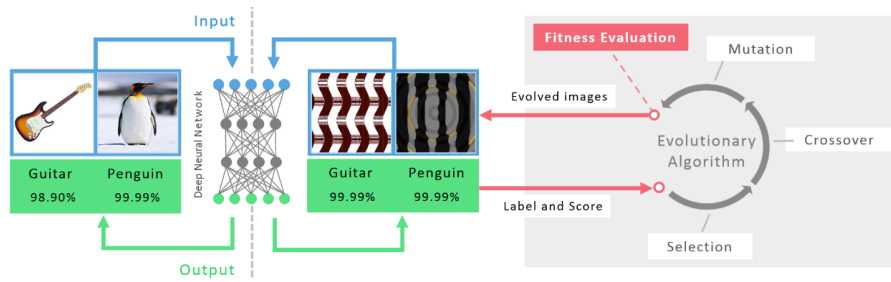 Input
Fitness Evaluation
Mutation
Evolved images
Deep Neural Network
Evolutionary
Algorithm
Crossover
Guitar
Penguin
98.90%
99.99%
Guitar
Penguin
99.99%
99.99%
Label and Score
Selection
Output